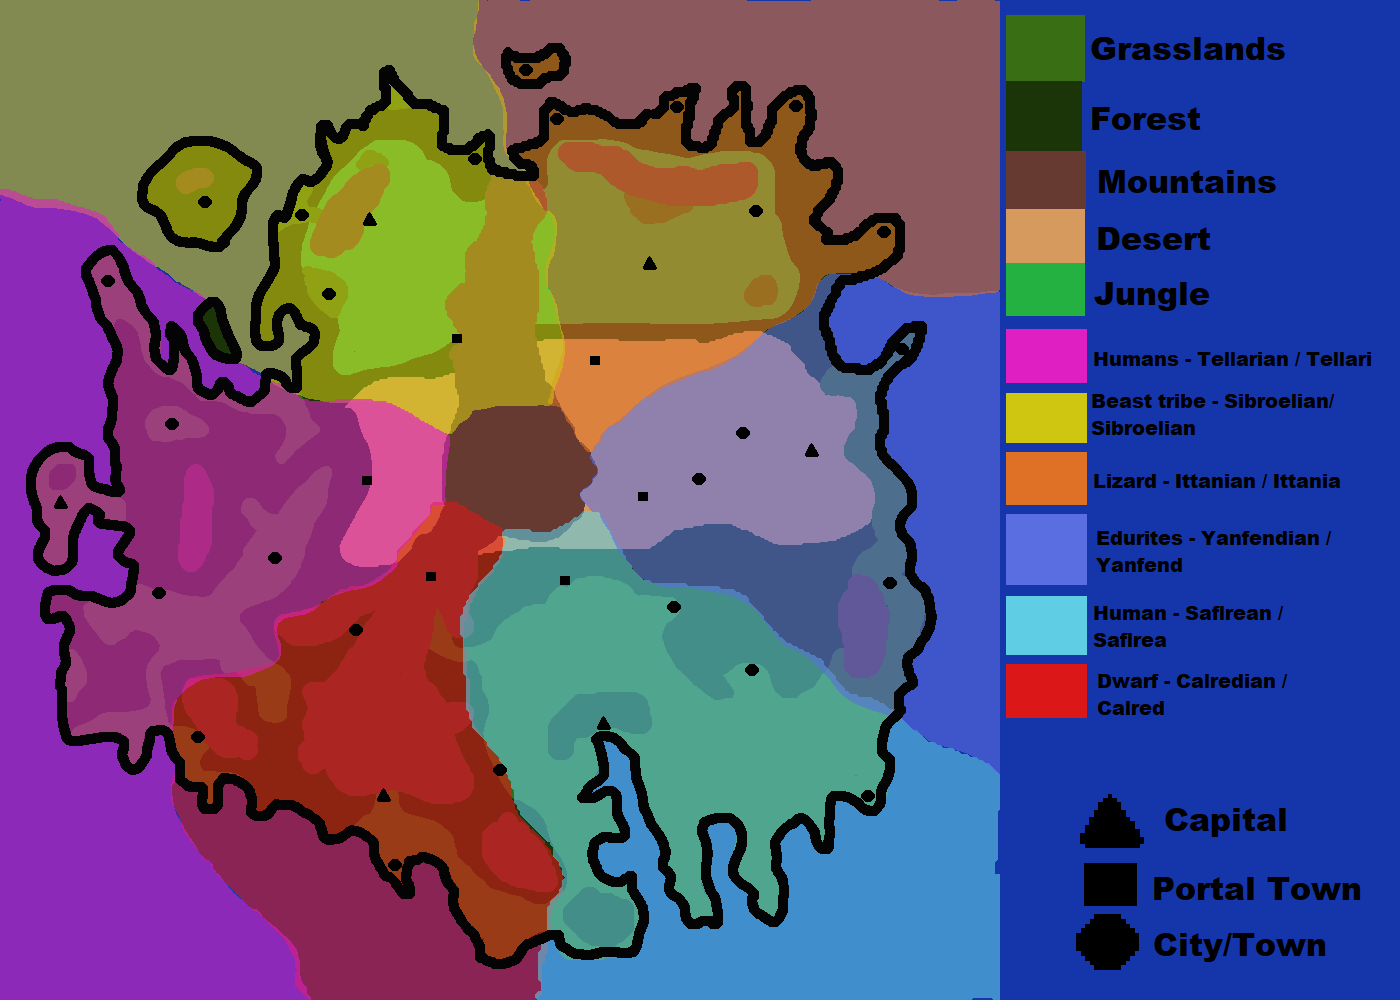 Grasslands
Forest
Mountains
Desert
Jungle
Humans - Tellarian / Tellari
Beast tribe - Sibroelian/
Sibroelian
Lizard - Ittanian / Ittania
Edurites - Yanfendian /
Yanfend
Human - Saflrean /
Saflrea
Dwarf - Calredian /
Calred
Capital
Portal Town
City/Town